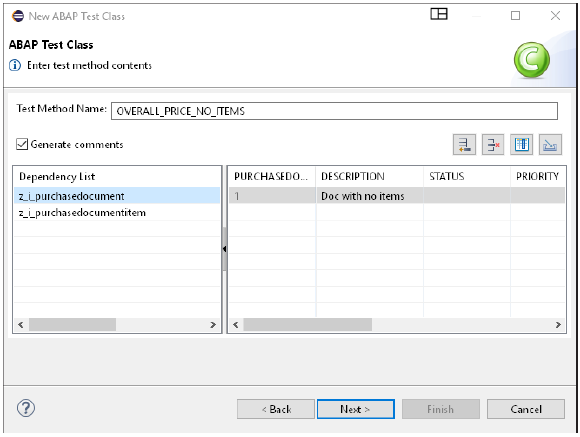 New ABAP Test Class
ABAP Test Class
Enter test method contents
Test Method Name: OVERALL_PRICE_NO_ITEMS
Generate comments
Dependency List
z_i_purchasedocument
z_i_purchasedocumentitem
PURCHASEDO... DESCRIPTION STATUS PRIORITY
1 Doc with no items
< Back Next > Finish Cancel